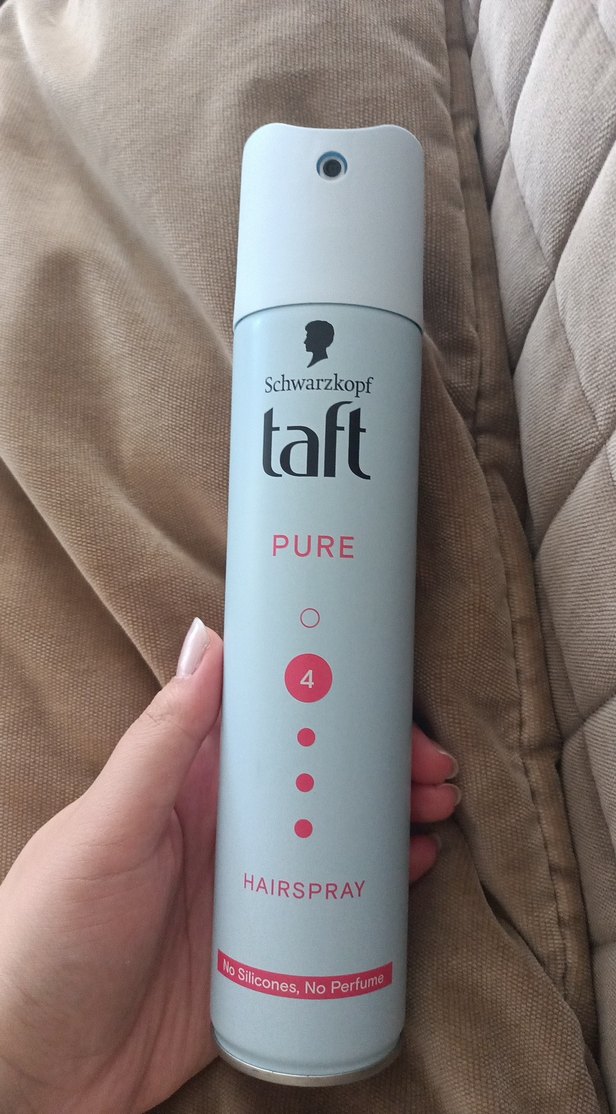 Schwarzkopf
taft
PURE
4
HAIRSPRAY
No Silicones, No Perfume